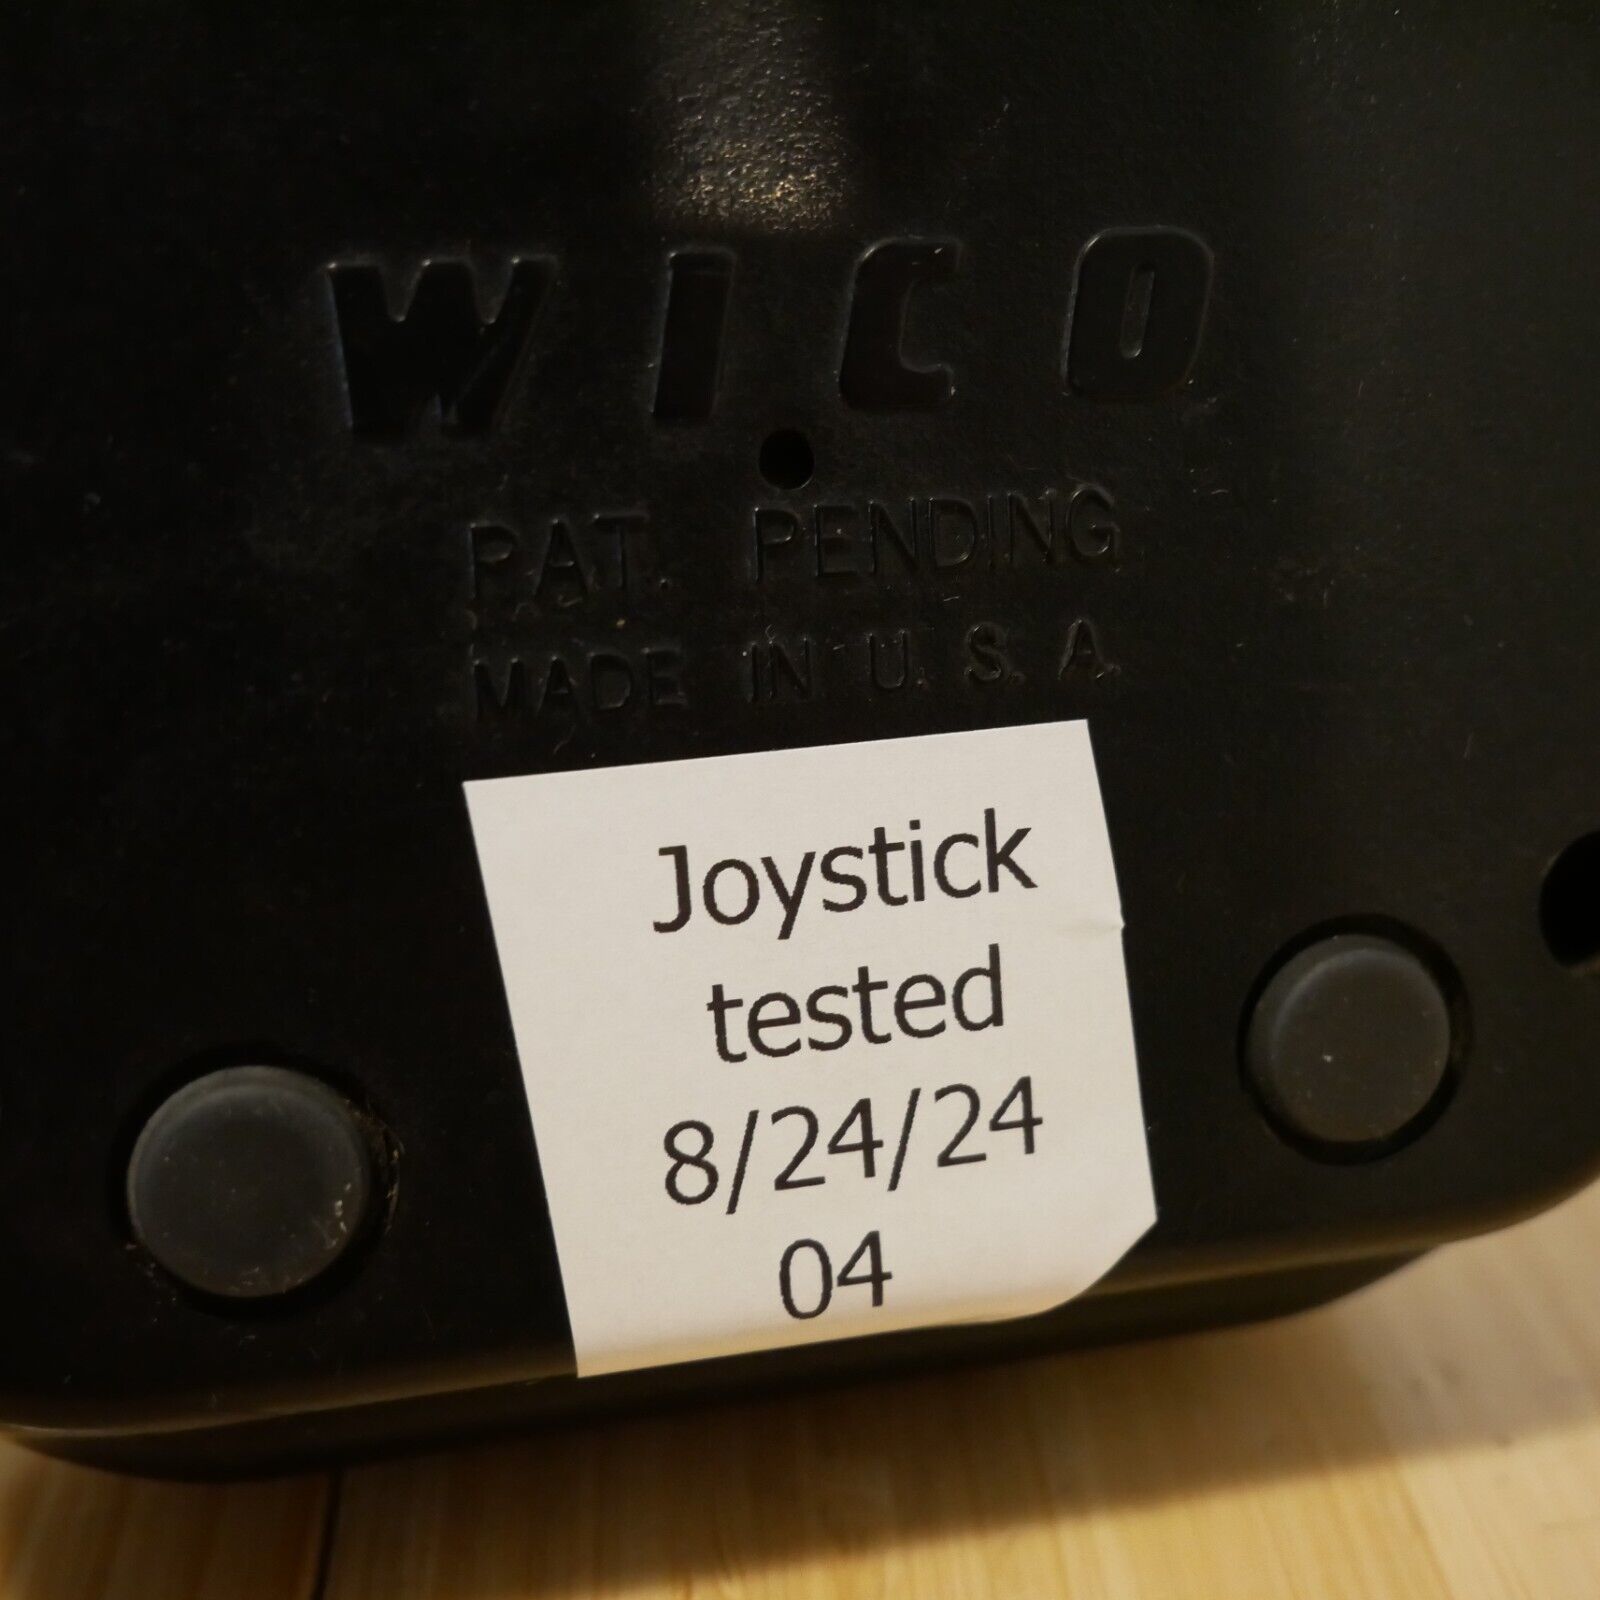 WICO
PAT. PENDING
MADE IN U.S.A.
Joystick
tested
8/24/24
04